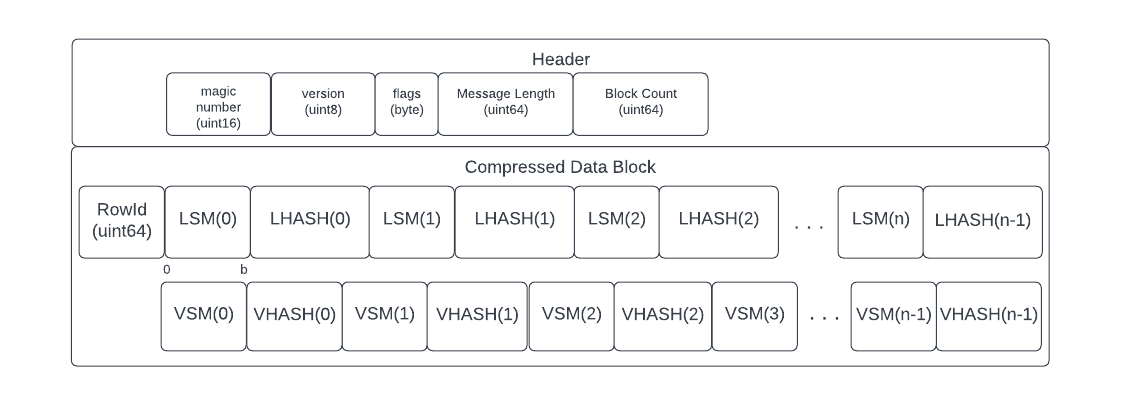 Header
magic
number
(uint16)
version
(uint8)
flags
(byte)
Message Length
(uint64)
Block Count
(uint64)
Compressed Data Block
RowId
(uint64)
LSM(0)
LHASH(0)
LSM(1)
LHASH(1)
LSM(2)
LHASH(2)
. . .
LSM(n)
LHASH(n-1)
0
b
VSM(0)
VHASH(0)
VSM(1)
VHASH(1)
VSM(2)
VHASH(2)
VSM(3)
. . .
VSM(n-1)
VHASH(n-1)